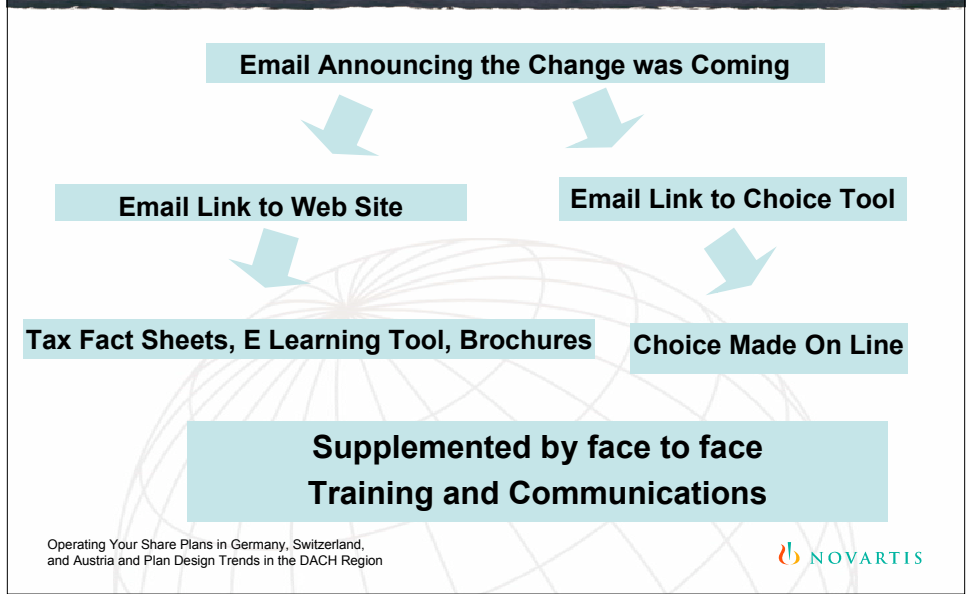 Email Announcing the Change was Coming
Email Link to Web Site
Email Link to Choice Tool
Tax Fact Sheets, E Learning Tool, Brochures
Choice Made On Line
Supplemented by face to face
Training and Communications
Operating Your Share Plans in Germany, Switzerland,
and Austria and Plan Design Trends in the DACH Region
NOVARTIS